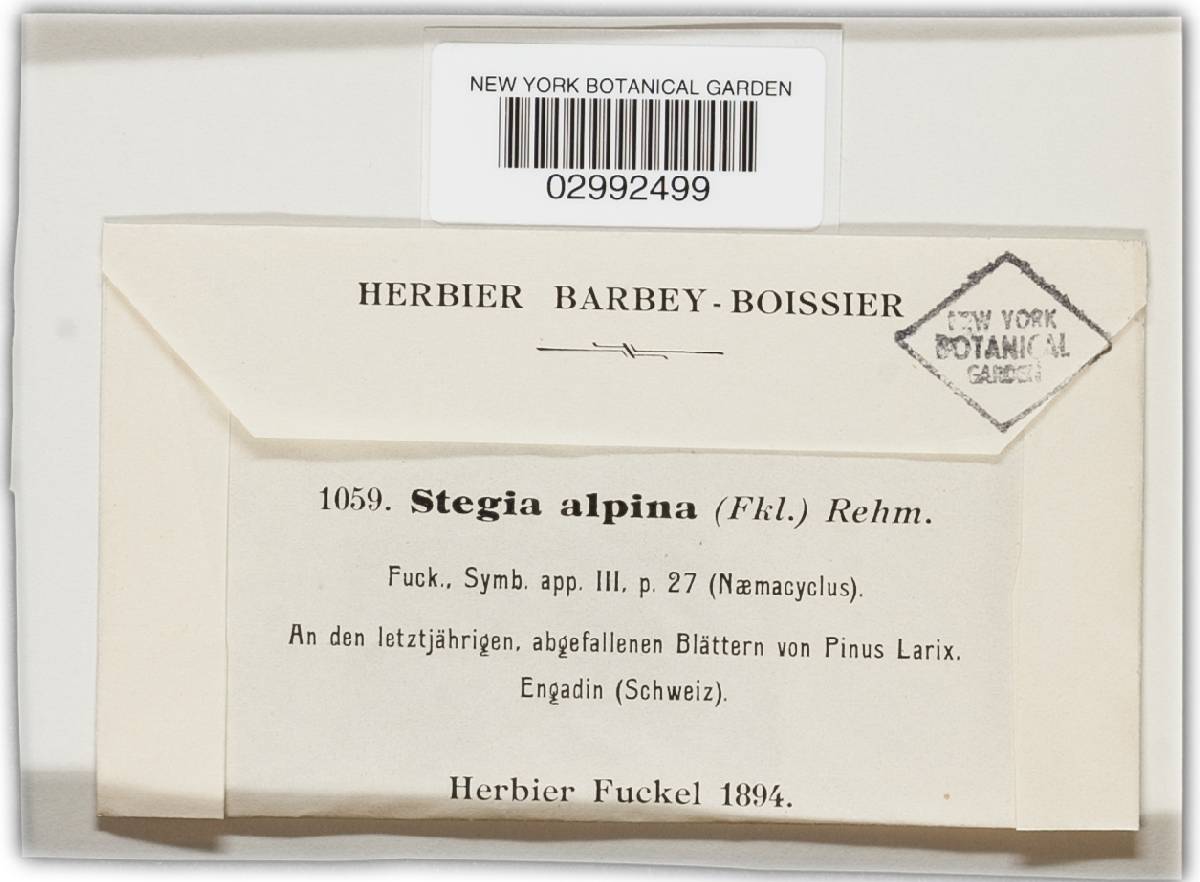 NEW YORK BOTANICAL GARDEN
02992499
HERBIER BARBEY-BOISSIER
NEW YORK
BOTANICAL
GARDEN
1059. Stegia alpina (Fkl.) Rehm.
Fuck., Symb. app. III, p. 27 (Næmacyclus).
An den letztjährigen, abgefallenen Blättern von Pinus Larix.
Engadin (Schweiz).
Herbier Fuckel 1894.